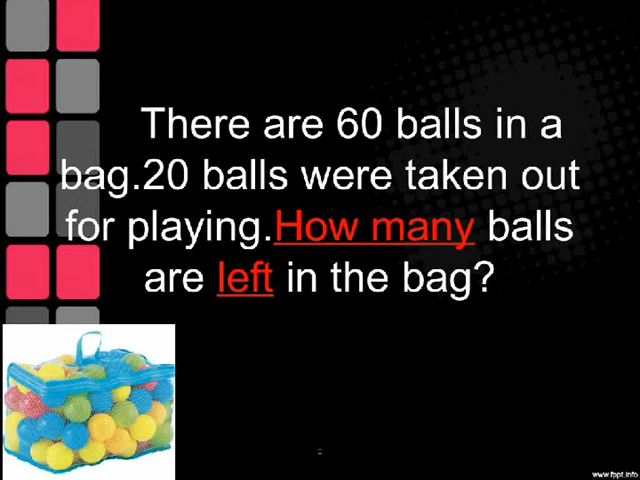 There are 60 balls in a
bag.20 balls were taken out
for playing.How many balls
are left in the bag?
www.fppt.info